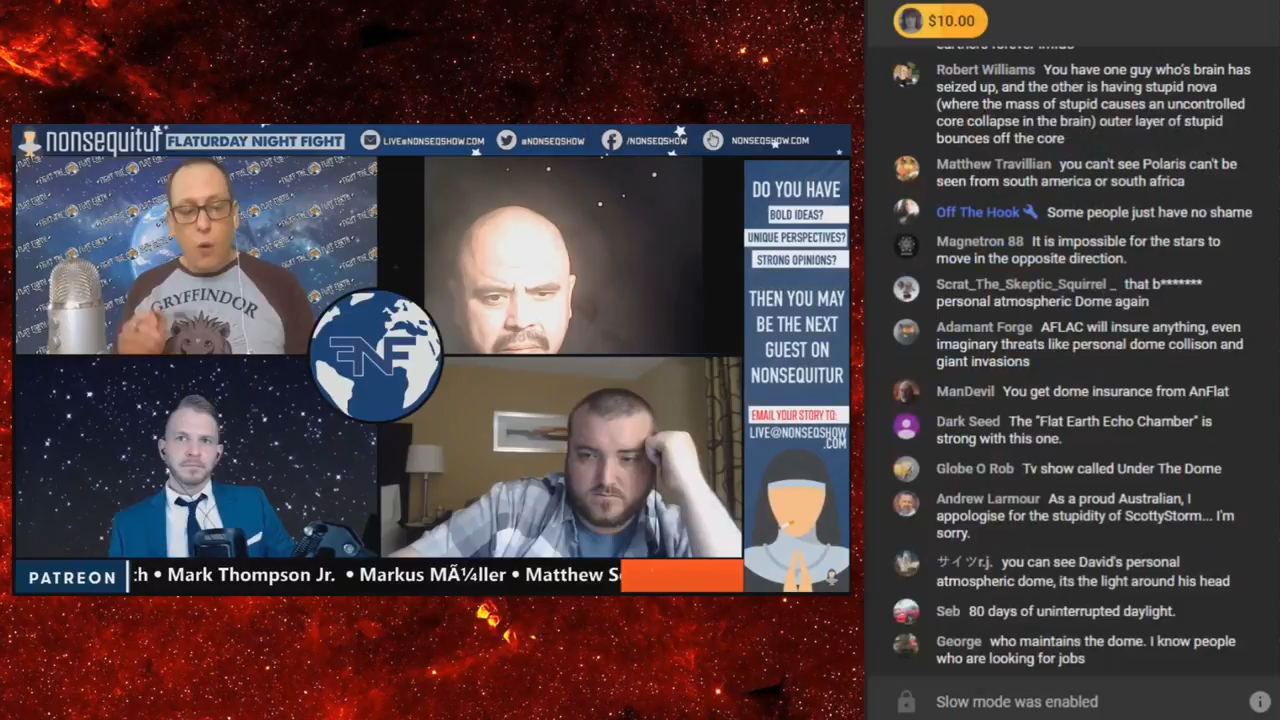 $10.00
Robert Williams You have one guy who's brain has
seized up, and the other is having stupid nova
(where the mass of stupid causes an uncontrolled
core collapse in the brain) outer layer of stupid
bounces off the core
Matthew Travillian you can't see Polaris can't be
seen from south america or south africa
Off The Hook Some people just have no shame
Magnetron 88 It is impossible for the stars to
move in the opposite direction.
Scrat_The_Skeptic_Squirrel _ that b*******
personal atmospheric Dome again
Adamant Forge AFLAC will insure anything, even
imaginary threats like personal dome collison and
giant invasions
ManDevil You get dome insurance from AnFlat
Dark Seed The "Flat Earth Echo Chamber" is
strong with this one.
Globe O Rob Tv show called Under The Dome
Andrew Larmour As a proud Australian, I
appologise for the stupidity of ScottyStorm... I'm
sorry.
サイツr.j. you can see David's personal
atmospheric dome, its the light around his head
Seb 80 days of uninterrupted daylight.
George who maintains the dome. I know people
who are looking for jobs
Slow mode was enabled
nonsequitur FLATURDAY NIGHT FIGHT LIVE@NONSEQSHOW.COM @NONSEQSHOW /NONSEQSHOW NONSEQSHOW.COM
GRYFFINDOR
FNF
DO YOU HAVE
BOLD IDEAS?
UNIQUE PERSPECTIVES?
STRONG OPINIONS?
THEN YOU MAY
BE THE NEXT
GUEST ON
NONSEQUITUR
EMAIL YOUR STORY TO:
LIVE@NONSEQSHOW
.COM
PATREON :h • Mark Thompson Jr. • Markus MÃ¼ller • Matthew S